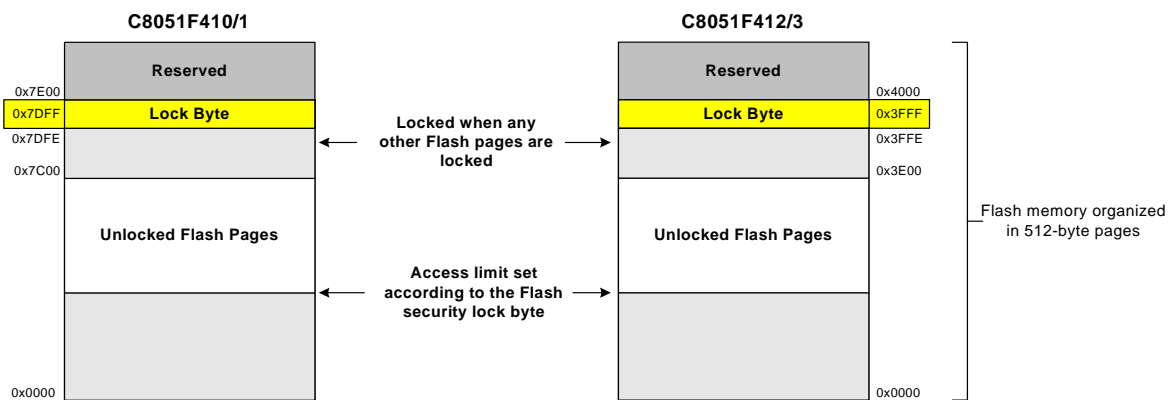 C8051F410/1
C8051F412/3
Reserved
Reserved
0x7E00
0x4000
0x7DFF
Lock Byte
Lock Byte
0x3FFF
0x7DFE
0x3FFE
Locked when any
other Flash pages are
locked
0x7C00
0x3E00
Unlocked Flash Pages
Unlocked Flash Pages
Flash memory organized
in 512-byte pages
Access limit set
according to the Flash
security lock byte
0x0000
0x0000